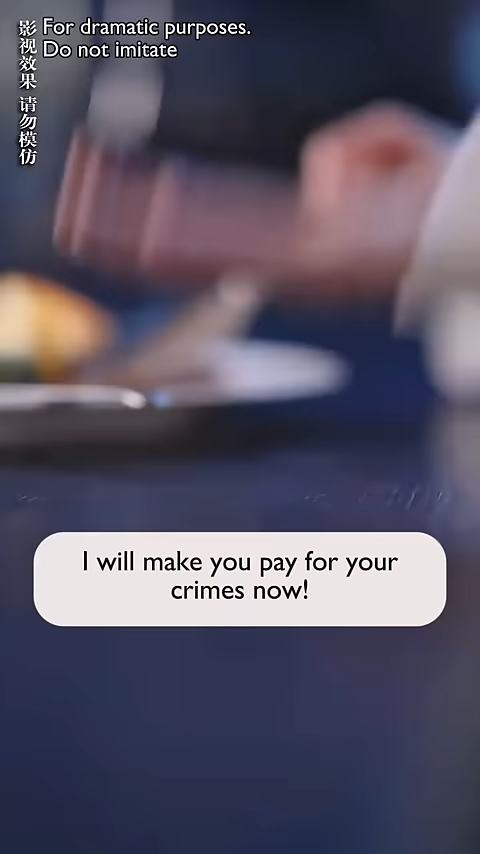 影视效果 请勿模仿
For dramatic purposes.
Do not imitate
I will make you pay for your
crimes now!